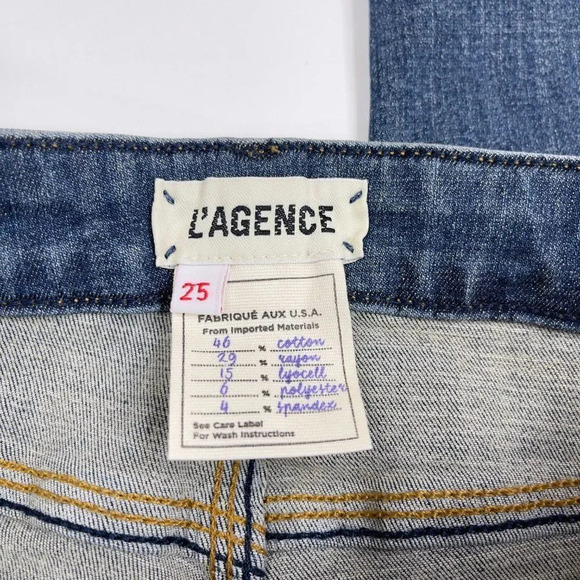 L'AGENCE
25
FABRIQUÉ AUX U.S.A.
From Imported Materials
46 % cotton
29 % rayon
15 % lyocell
6 % polyester
4 % spandex
See Care Label
For Wash Instructions